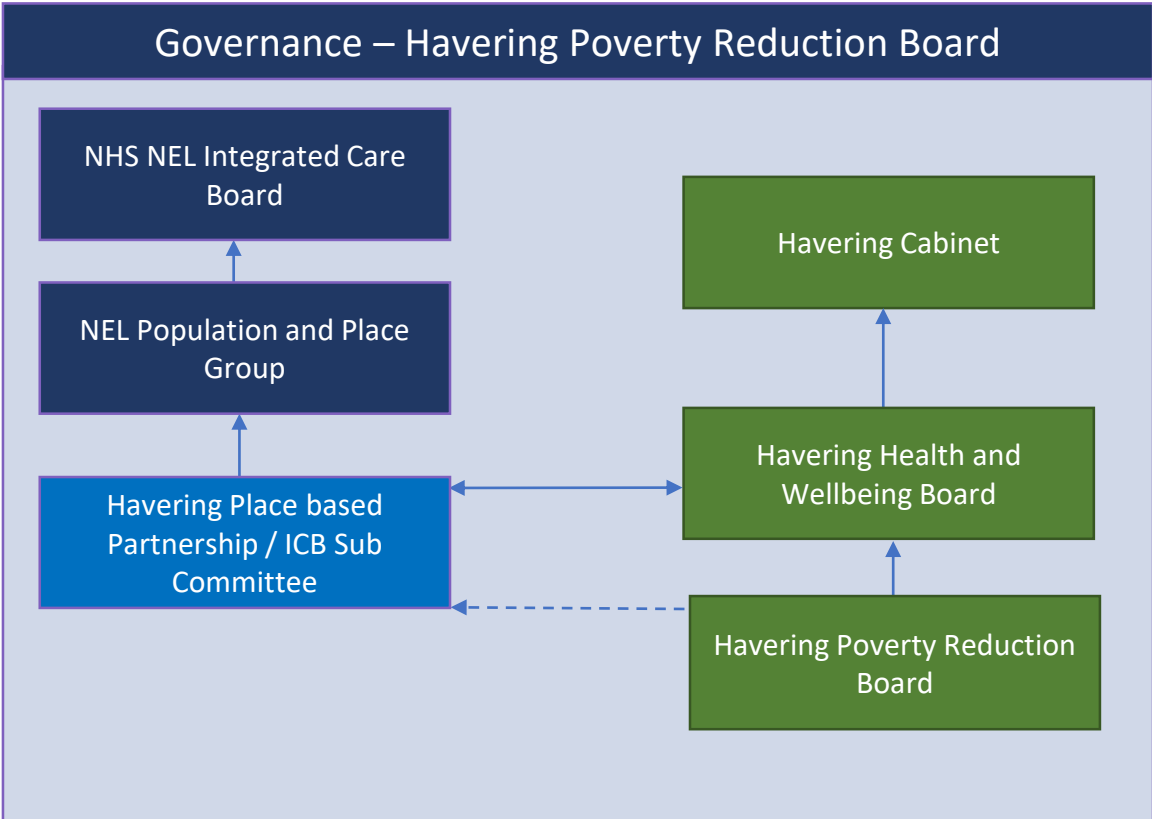 Governance – Havering Poverty Reduction Board
NHS NEL Integrated Care
Board
NEL Population and Place
Group
Havering Place based
Partnership / ICB Sub
Committee
Havering Cabinet
Havering Health and
Wellbeing Board
Havering Poverty Reduction
Board